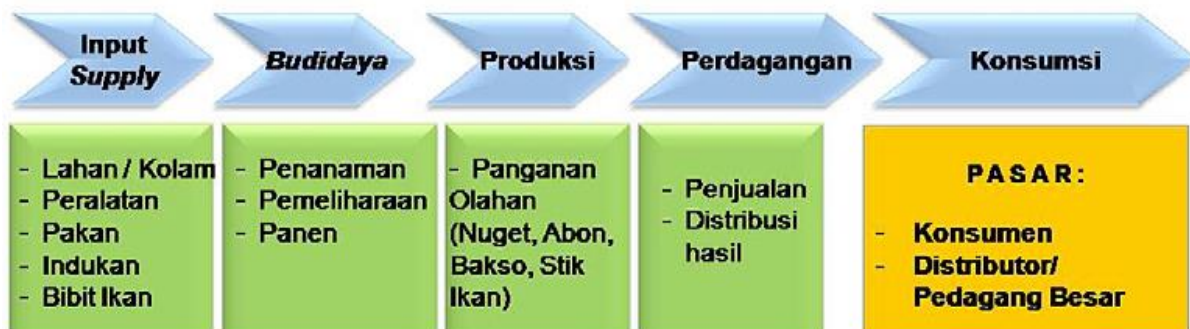 Input
Supply
Budidaya
Produksi
Perdagangan
Konsumsi
- Lahan / Kolam
- Peralatan
- Pakan
- Indukan
- Bibit Ikan
- Penanaman
- Pemeliharaan
- Panen
- Panganan
Olahan
(Nuget, Abon,
Bakso, Stik
Ikan)
- Penjualan
- Distribusi
hasil
PASAR:
- Konsumen
- Distributor/
Pedagang Besar